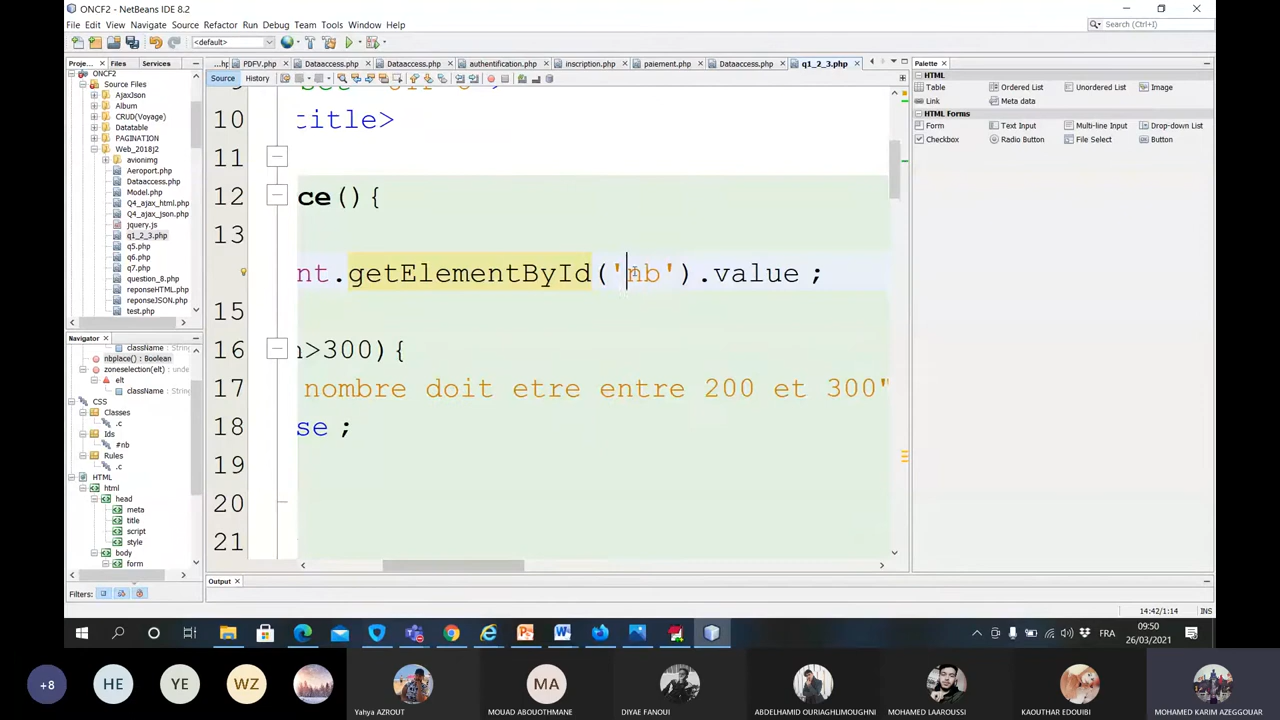 ONCF2 - NetBeans IDE 8.2
File Edit View Navigate Source Refactor Run Debug Team Tools Window Help
Search (Ctrl+I)
<default>
Proje... Files Services
...hp PDFV.php Dataaccess.php Dataaccess.php authentification.php inscription.php paiement.php Dataaccess.php q1_2_3.php
Palette
Source History
ONCF2
Source Files
AjaxJson
Album
CRUD(Voyage)
Datatable
PAGINATION
Web_2018j2
avionimg
Aeroport.php
Dataaccess.php
Model.php
Q4_ajax_html.php
Q4_ajax_json.php
jquery.js
q1_2_3.php
q5.php
q6.php
q7.php
question_8.php
reponseHTML.php
reponseJSON.php
test.php
Navigator
className : Strin
nbplace() : Boolean
zoneselection(elt) : unde
elt
className : String
CSS
Classes
.c
Ids
#nb
Rules
.c
HTML
html
head
meta
title
script
style
body
form
Filters:
10 title>
11
12 ce(){
13
nt.getElementById('nb').value ;
15
16 n>300){
17 nombre doit etre entre 200 et 300"
18 se ;
19
20
21
HTML
Table Ordered List Unordered List Image
Link Meta data
HTML Forms
Form Text Input Multi-line Input Drop-down List
Checkbox Radio Button File Select Button
Output
14:42/1:14 INS
FRA
09:50
26/03/2021
+8 HE YE WZ
Yahya AZROUT
MA
MOUAD ABOUOTHMANE
DIYAE FANOUI
ABDELHAMID OURIAGHLIMOUGHNI
MOHAMED LAAROUSSI
KAOUTHAR EDOUIBI
MOHAMED KARIM AZEGGOUAR